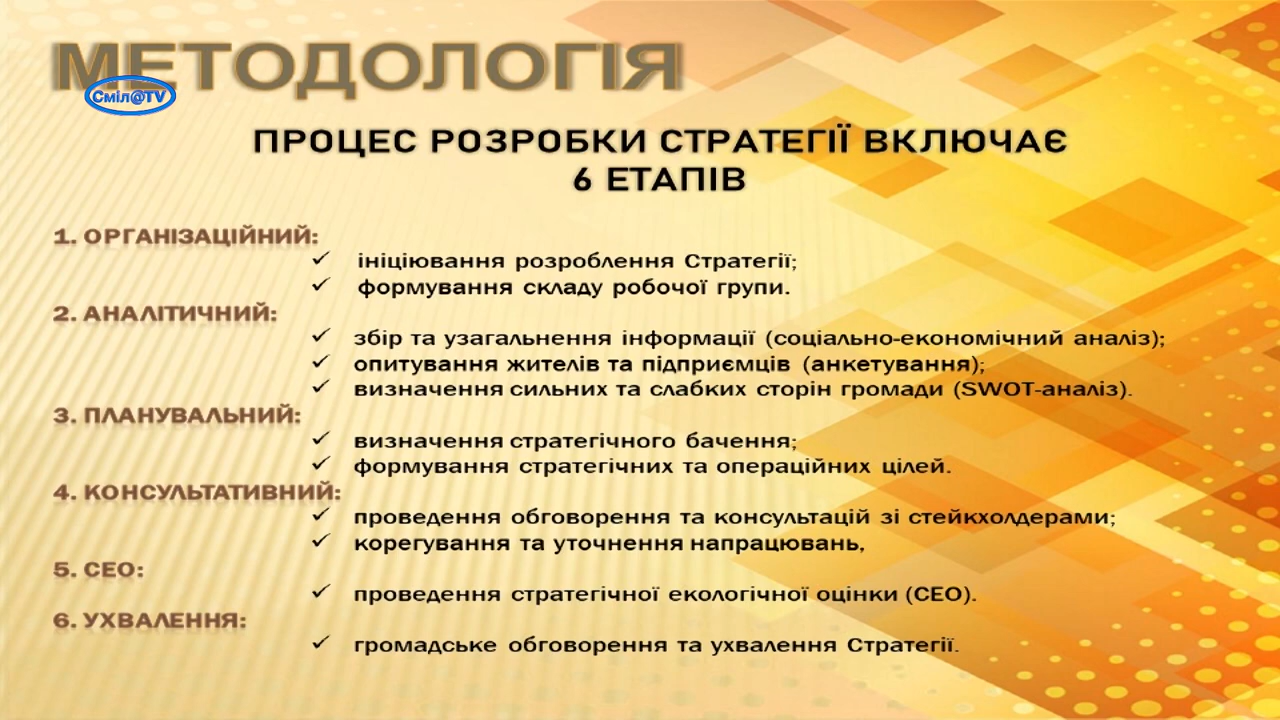 МЕТОДОЛОГІЯ
Сміл@TV
ПРОЦЕС РОЗРОБКИ СТРАТЕГІЇ ВКЛЮЧАЄ
6 ЕТАПІВ
1. ОРГАНІЗАЦІЙНИЙ:
✓ ініціювання розроблення Стратегії;
✓ формування складу робочої групи.
2. АНАЛІТИЧНИЙ:
✓ збір та узагальнення інформації (соціально-економічний аналіз);
✓ опитування жителів та підприємців (анкетування);
✓ визначення сильних та слабких сторін громади (SWOT-аналіз).
3. ПЛАНУВАЛЬНИЙ:
✓ визначення стратегічного бачення;
✓ формування стратегічних та операційних цілей.
4. КОНСУЛЬТАТИВНИЙ:
✓ проведення обговорення та консультацій зі стейкхолдерами;
✓ корегування та уточнення напрацювань,
5. СЕО:
✓ проведення стратегічної екологічної оцінки (СЕО).
6. УХВАЛЕННЯ:
✓ громадське обговорення та ухвалення Стратегії.